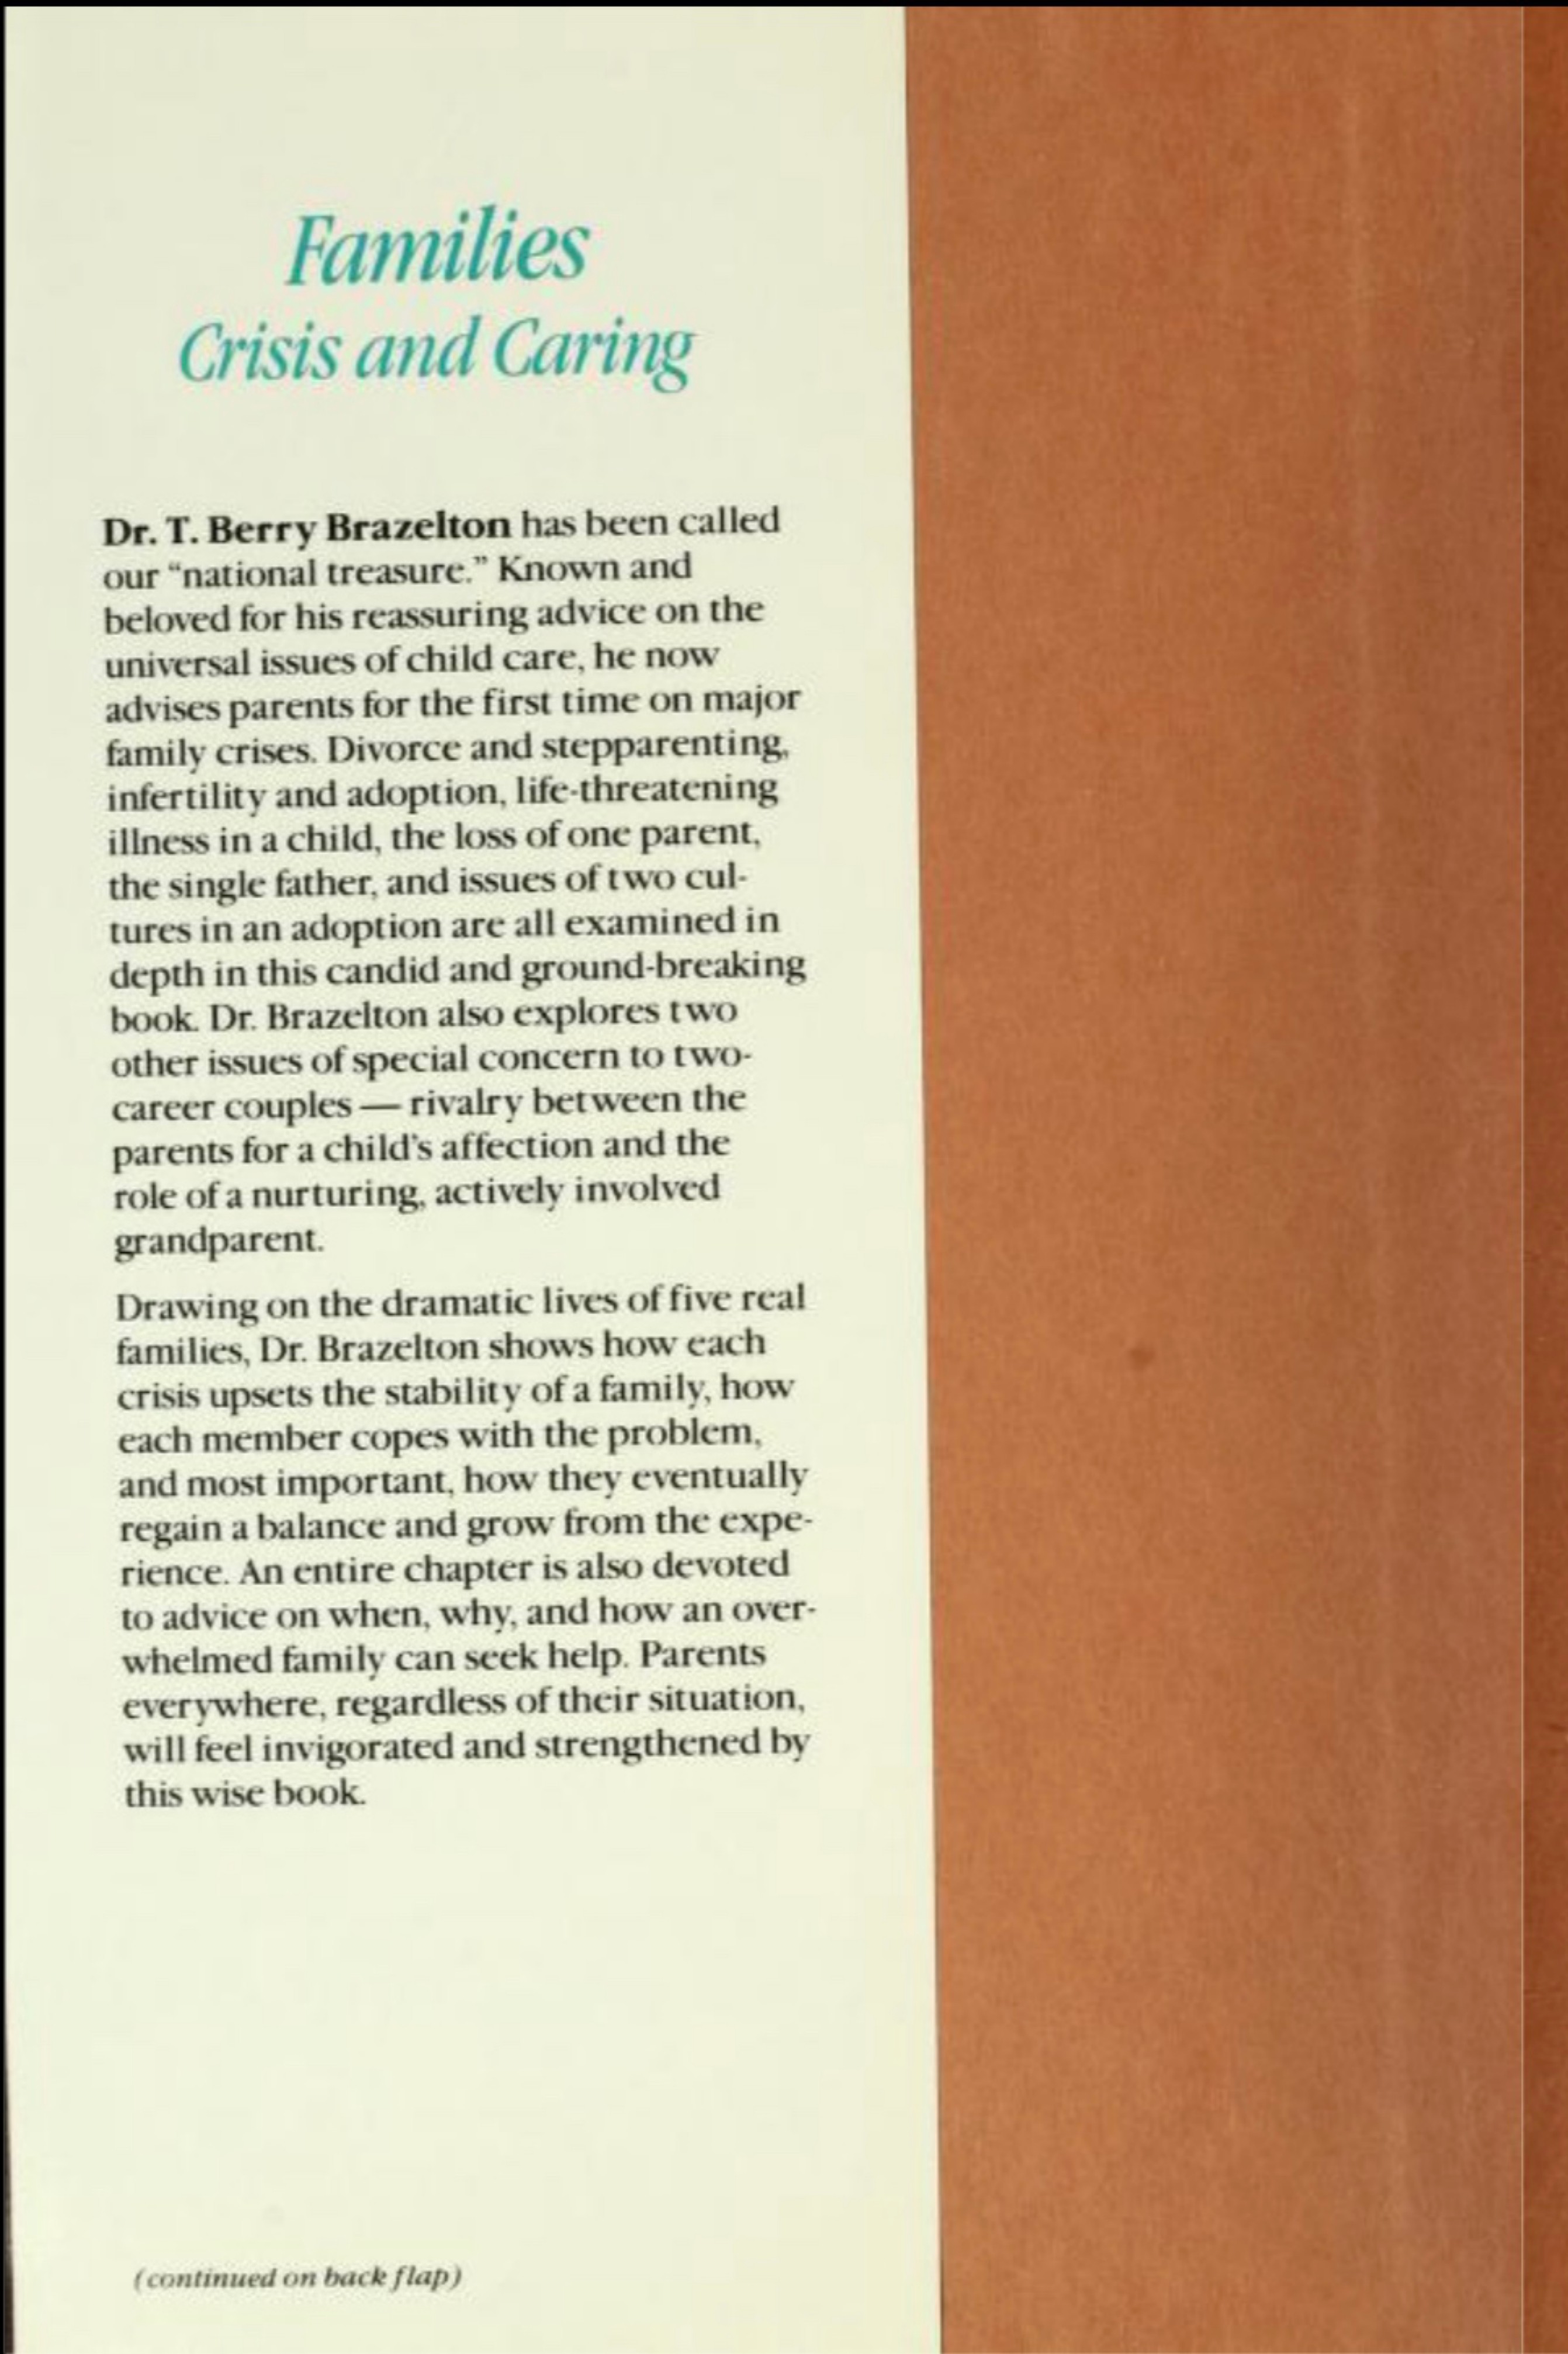 Families
Crisis and Caring
Dr. T. Berry Brazelton has been called
our “national treasure.” Known and
beloved for his reassuring advice on the
universal issues of child care, he now
advises parents for the first time on major
family crises. Divorce and stepparenting,
infertility and adoption, life-threatening
illness in a child, the loss of one parent,
the single father, and issues of two cul-
tures in an adoption are all examined in
depth in this candid and ground-breaking
book. Dr. Brazelton also explores two
other issues of special concern to two-
career couples — rivalry between the
parents for a child's affection and the
role of a nurturing, actively involved
grandparent.
Drawing on the dramatic lives of five real
families, Dr. Brazelton shows how each
crisis upsets the stability of a family, how
each member copes with the problem,
and most important, how they eventually
regain a balance and grow from the expe-
rience. An entire chapter is also devoted
to advice on when, why, and how an over-
whelmed family can seek help. Parents
everywhere, regardless of their situation,
will feel invigorated and strengthened by
this wise book.
(continued on back flap)